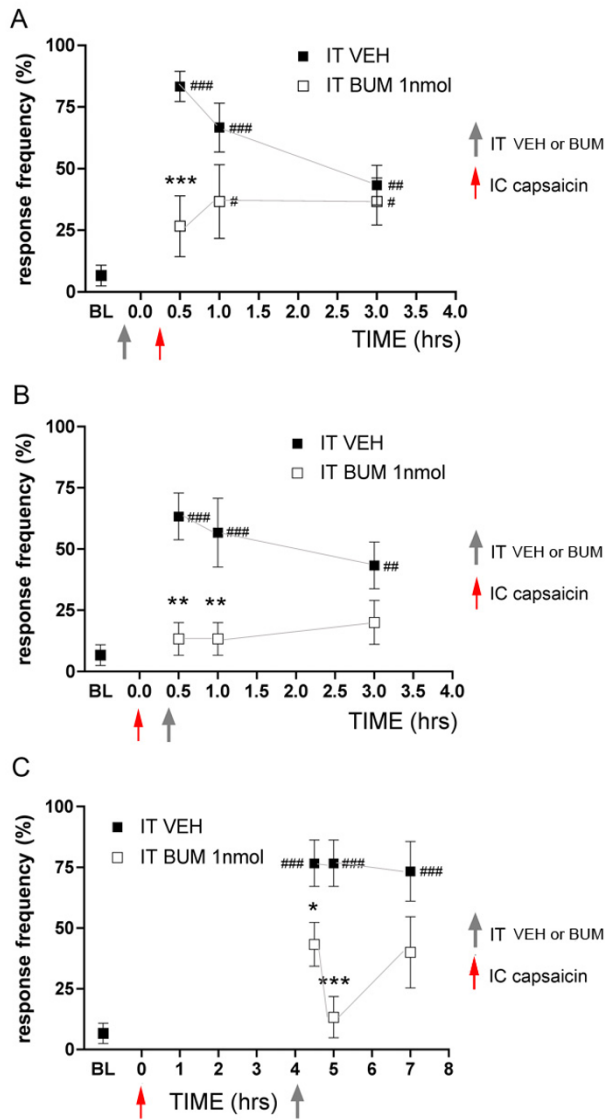 A
IT VEH
IT BUM 1nmol
response frequency (%)
100
75
50
25
0
###
###
***
#
##
#
BL 0.0 0.5 1.0 1.5 2.0 2.5 3.0 3.5 4.0
TIME (hrs)
IT VEH or BUM
IC capsaicin
B
IT VEH
IT BUM 1nmol
response frequency (%)
100
75
50
25
0
###
###
##
** **
BL 0.0 0.5 1.0 1.5 2.0 2.5 3.0 3.5 4.0
TIME (hrs)
IT VEH or BUM
IC capsaicin
C
IT VEH
IT BUM 1nmol
response frequency (%)
100
75
50
25
0
### ### ###
*
***
BL 0 1 2 3 4 5 6 7 8
TIME (hrs)
IT VEH or BUM
IC capsaicin